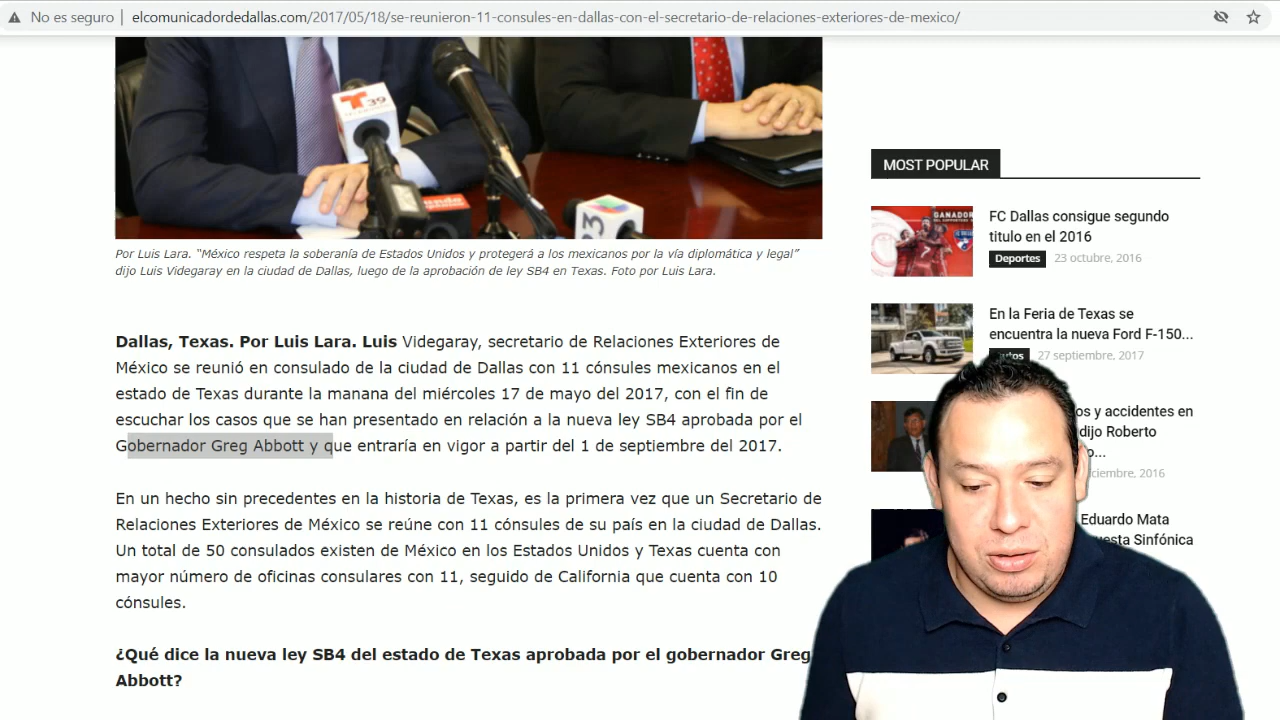 No es seguro
elcomunicadordedallas.com/2017/05/18/se-reunieron-11-consules-en-dallas-con-el-secretario-de-relaciones-exteriores-de-mexico/
39
23
Por Luis Lara. “México respeta la soberanía de Estados Unidos y protegerá a los mexicanos por la vía diplomática y legal”
dijo Luis Videgaray en la ciudad de Dallas, luego de la aprobación de ley SB4 en Texas. Foto por Luis Lara.
Dallas, Texas. Por Luis Lara. Luis Videgaray, secretario de Relaciones Exteriores de
México se reunió en consulado de la ciudad de Dallas con 11 cónsules mexicanos en el
estado de Texas durante la manana del miércoles 17 de mayo del 2017, con el fin de
escuchar los casos que se han presentado en relación a la nueva ley SB4 aprobada por el
Gobernador Greg Abbott y que entraría en vigor a partir del 1 de septiembre del 2017.
En un hecho sin precedentes en la historia de Texas, es la primera vez que un Secretario de
Relaciones Exteriores de México se reúne con 11 cónsules de su país en la ciudad de Dallas.
Un total de 50 consulados existen de México en los Estados Unidos y Texas cuenta con
mayor número de oficinas consulares con 11, seguido de California que cuenta con 10
cónsules.
¿Qué dice la nueva ley SB4 del estado de Texas aprobada por el gobernador Greg
Abbott?
MOST POPULAR
GANADOR
FC Dallas consigue segundo
titulo en el 2016
Deportes 23 octubre, 2016
En la Feria de Texas se
encuentra la nueva Ford F-150...
27 septiembre, 2017
y accidentes en
dijo Roberto
2016
Eduardo Mata
Sinfónica